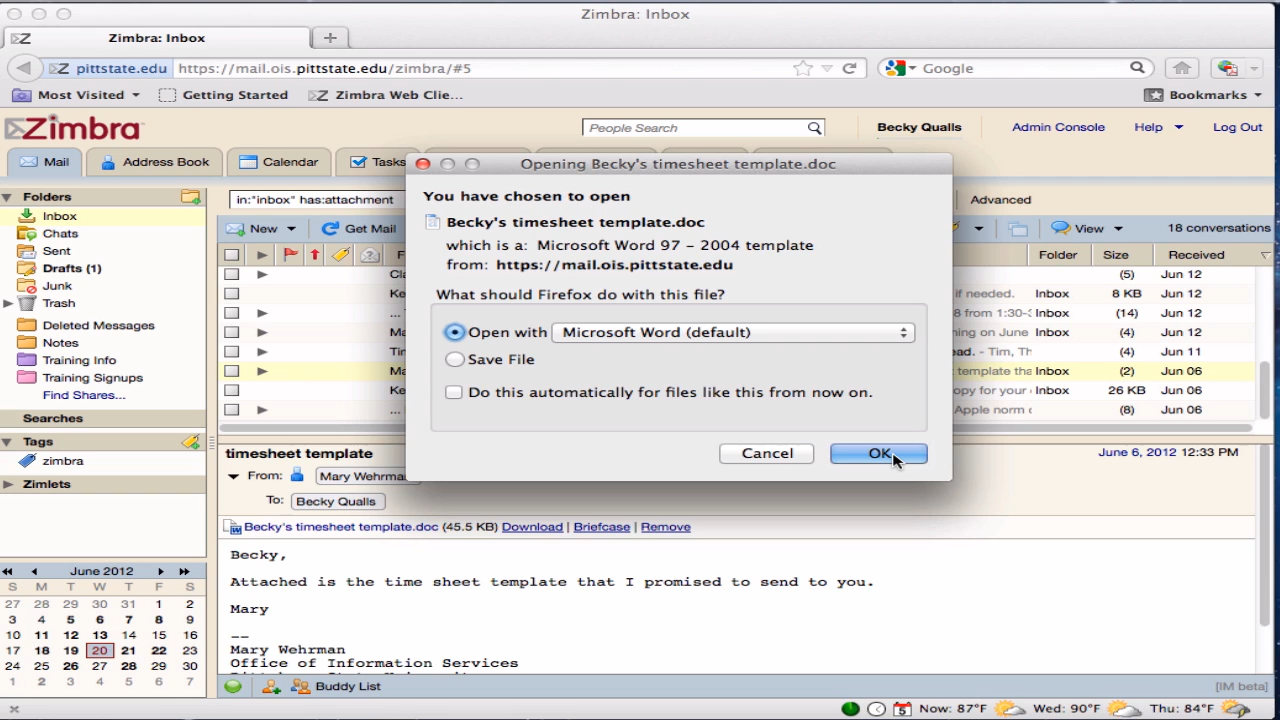 Zimbra: Inbox
Zimbra: Inbox
pittstate.edu https://mail.ois.pittstate.edu/zimbra/#5 Google
Most Visited Getting Started Zimbra Web Clie... Bookmarks
Zimbra People Search Becky Qualls Admin Console Help Log Out
Mail Address Book Calendar Tasks
Opening Becky's timesheet template.doc
Folders
in:"inbox" has:attachment Advanced
Inbox
Chats
Sent
Drafts (1)
Junk
Trash
Deleted Messages
Notes
Training Info
Training Signups
Find Shares...
Searches
Tags
zimbra
Zimlets
New Get Mail View 18 conversations
Folder Size Received
Cl (5) Jun 12
Ke if needed. Inbox 8 KB Jun 12
... 8 from 1:30-3 Inbox (14) Jun 12
Ma ning on June Inbox (4) Jun 12
Tin ead. - Tim, Th (4) Jun 11
Ma template tha Inbox (2) Jun 06
Ke opy for your Inbox 26 KB Jun 06
... Apple norm (8) Jun 06
You have chosen to open
Becky's timesheet template.doc
which is a: Microsoft Word 97 - 2004 template
from: https://mail.ois.pittstate.edu
What should Firefox do with this file?
Open with Microsoft Word (default)
Save File
Do this automatically for files like this from now on.
Cancel OK
timesheet template June 6, 2012 12:33 PM
From: Mary Wehrma
To: Becky Qualls
Becky's timesheet template.doc (45.5 KB) Download | Briefcase | Remove
Becky,
Attached is the time sheet template that I promised to send to you.
Mary
--
Mary Wehrman
Office of Information Services
June 2012
S M T W T F S
27 28 29 30 31 1 2
3 4 5 6 7 8 9
10 11 12 13 14 15 16
17 18 19 20 21 22 23
24 25 26 27 28 29 30
1 2 3 4 5 6 7
Buddy List [IM beta]
5 Now: 87°F Wed: 90°F Thu: 84°F